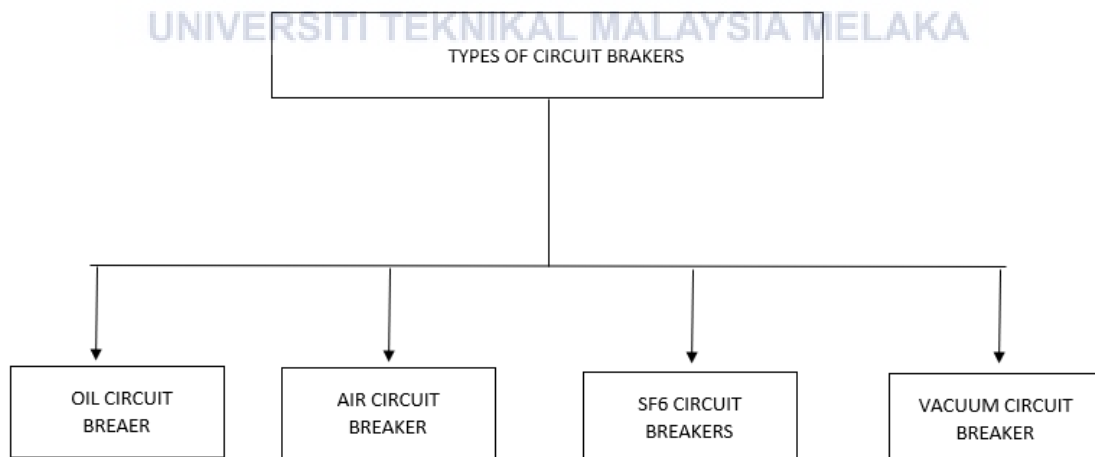 UNIVERSITI TEKNIKAL MALAYSIA MELAKA
TYPES OF CIRCUIT BRAKERS
OIL CIRCUIT
BREAER
AIR CIRCUIT
BREAKER
SF6 CIRCUIT
BREAKERS
VACUUM CIRCUIT
BREAKER